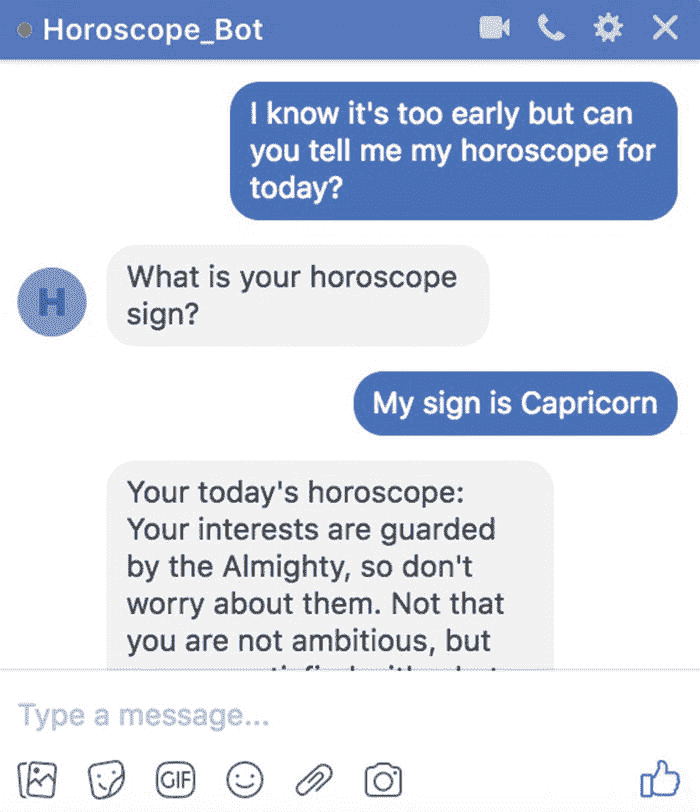 Horoscope_Bot
I know it's too early but can
you tell me my horoscope for
today?
What is your horoscope
sign?
H
My sign is Capricorn
Your today's horoscope:
Your interests are guarded
by the Almighty, so don't
worry about them. Not that
you are not ambitious, but
Type a message...
GIF